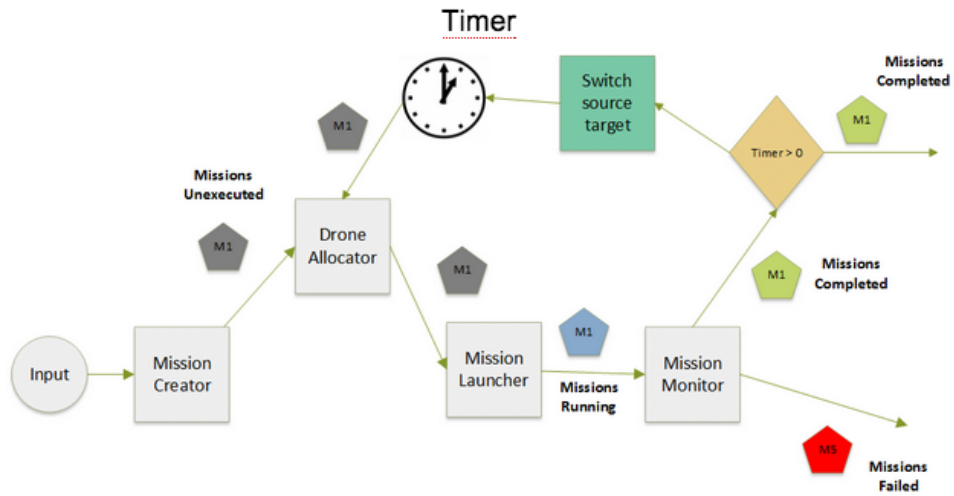 Timer
Missions
Completed
M1
Switch
source
target
Timer > 0
M1
Missions
Unexecuted
M1
Drone
Allocator
M1
M1
Missions
Completed
Input
Mission
Creator
Mission
Launcher
M1
Missions
Running
Mission
Monitor
M5
Missions
Failed